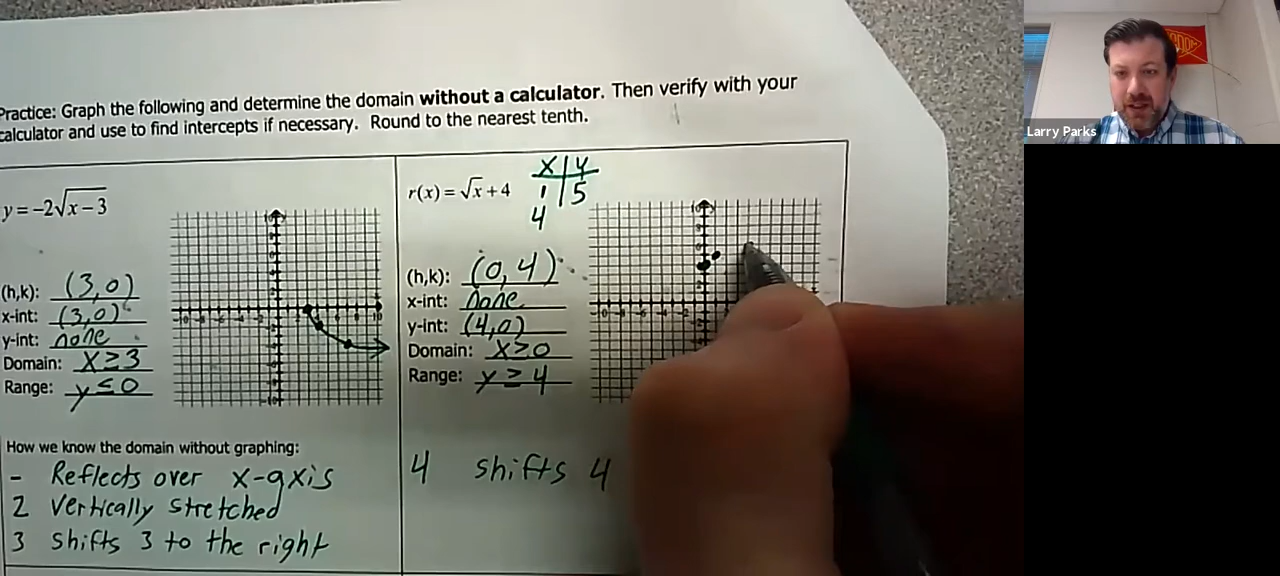 Practice: Graph the following and determine the domain without a calculator. Then verify with your
calculator and use to find intercepts if necessary. Round to the nearest tenth.
y = -2√x-3
(h,k): (3,0)
x-int: (3,0)
y-int: none
Domain: x≥3
Range: y≤0
How we know the domain without graphing:
- Reflects over x-axis
2 Vertically stretched
3 shifts 3 to the right
r(x) = √x + 4
x y
1 5
4
(h,k): (0,4)
x-int: none
y-int: (4,0)
Domain: x≥0
Range: y≥4
4 shifts 4
Larry Parks